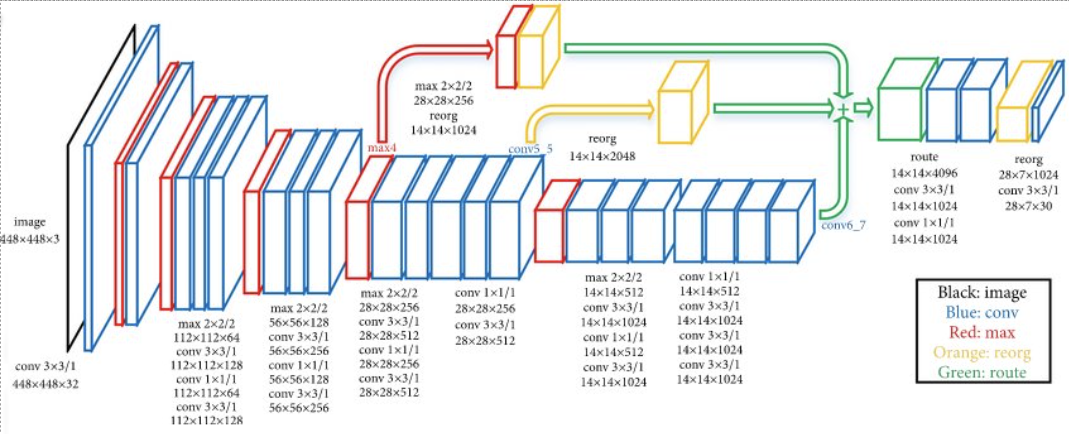 image
448×448×3
conv 3×3/1
448×448×32
max 2×2/2
112×112×64
conv 3×3/1
112×112×128
conv 1×1/1
112×112×64
conv 3×3/1
112×112×128
max 2×2/2
56×56×128
conv 3×3/1
56×56×256
conv 1×1/1
56×56×128
conv 3×3/1
56×56×256
max4
max 2×2/2
28×28×256
reorg
14×14×1024
max 2×2/2
28×28×256
conv 3×3/1
28×28×512
conv 1×1/1
28×28×256
conv 3×3/1
28×28×512
conv 1×1/1
28×28×256
conv 3×3/1
28×28×512
conv5_5
reorg
14×14×2048
max 2×2/2
14×14×512
conv 3×3/1
14×14×1024
conv 1×1/1
14×14×512
conv 3×3/1
14×14×1024
conv 1×1/1
14×14×512
conv 3×3/1
14×14×1024
conv 3×3/1
14×14×1024
conv 3×3/1
14×14×1024
conv6_7
+
route
14×14×4096
conv 3×3/1
14×14×1024
conv 1×1/1
14×14×1024
reorg
28×7×1024
conv 3×3/1
28×7×30
Black: image
Blue: conv
Red: max
Orange: reorg
Green: route